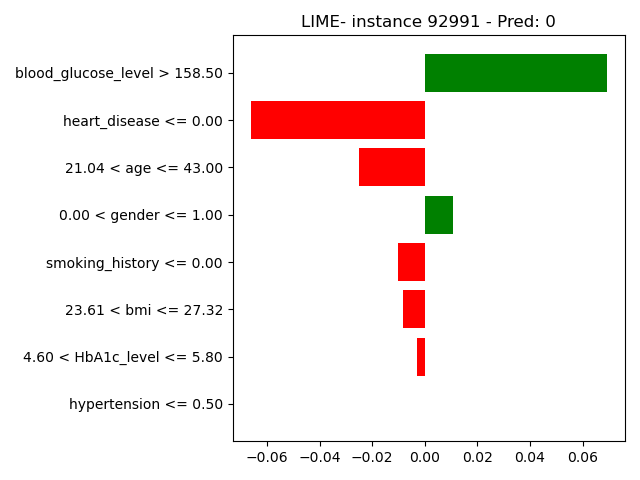 LIME- instance 92991 - Pred: 0
blood_glucose_level > 158.50
heart_disease <= 0.00
21.04 < age <= 43.00
0.00 < gender <= 1.00
smoking_history <= 0.00
23.61 < bmi <= 27.32
4.60 < HbA1c_level <= 5.80
hypertension <= 0.50
−0.06 −0.04 −0.02 0.00 0.02 0.04 0.06